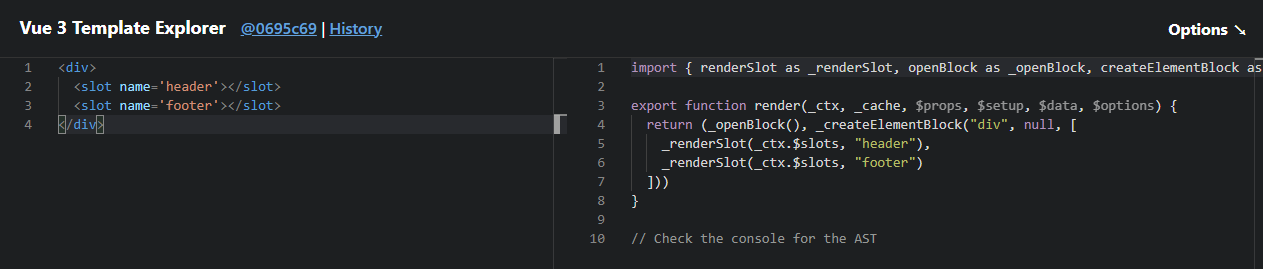 Vue 3 Template Explorer @0695c69 | History Options ↘
1 <div>
2   <slot name='header'></slot>
3   <slot name='footer'></slot>
4 </div>
1 import { renderSlot as _renderSlot, openBlock as _openBlock, createElementBlock as
2
3 export function render(_ctx, _cache, $props, $setup, $data, $options) {
4   return (_openBlock(), _createElementBlock("div", null, [
5     _renderSlot(_ctx.$slots, "header"),
6     _renderSlot(_ctx.$slots, "footer")
7   ]))
8 }
9
10 // Check the console for the AST